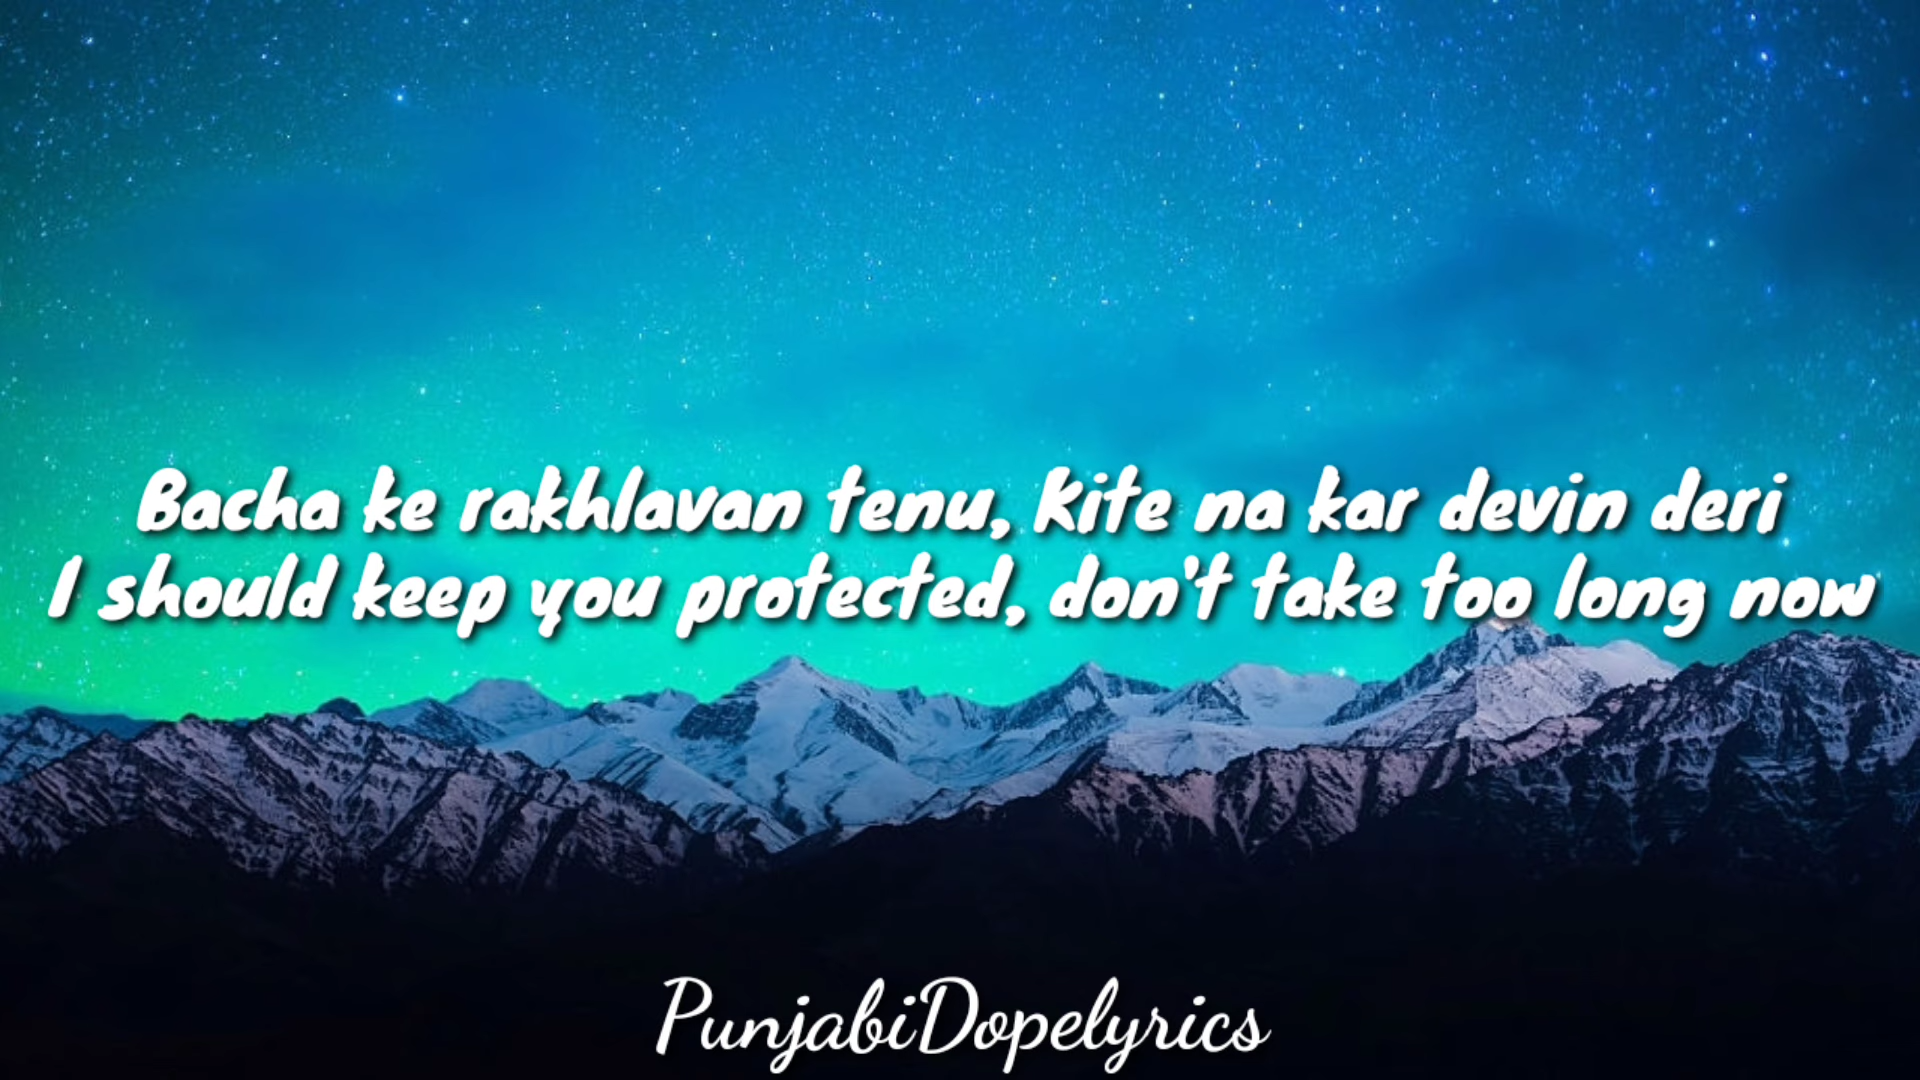 Bacha ke rakhlavan tenu, Kite na kar devin deri
I should keep you protected, don't take too long now
PunjabiDopelyrics